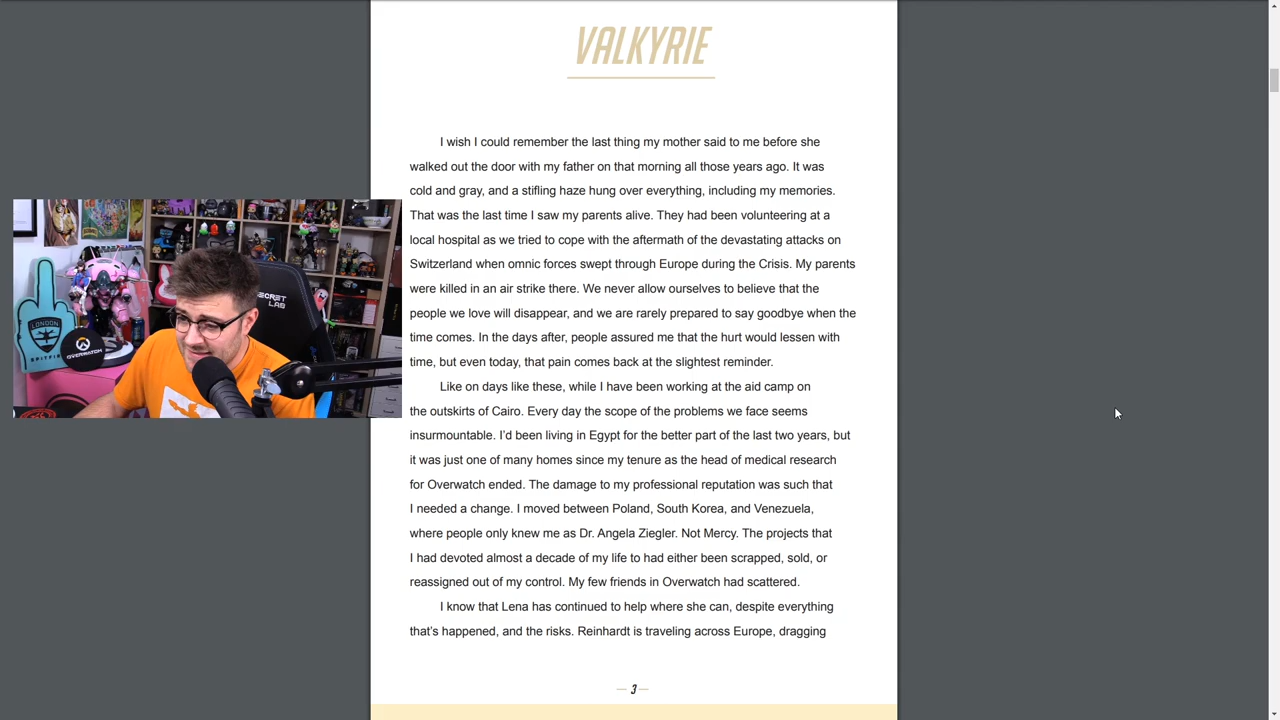 VALKYRIE
I wish I could remember the last thing my mother said to me before she
walked out the door with my father on that morning all those years ago. It was
cold and gray, and a stifling haze hung over everything, including my memories.
That was the last time I saw my parents alive. They had been volunteering at a
local hospital as we tried to cope with the aftermath of the devastating attacks on
Switzerland when omnic forces swept through Europe during the Crisis. My parents
were killed in an air strike there. We never allow ourselves to believe that the
people we love will disappear, and we are rarely prepared to say goodbye when the
time comes. In the days after, people assured me that the hurt would lessen with
time, but even today, that pain comes back at the slightest reminder.
Like on days like these, while I have been working at the aid camp on
the outskirts of Cairo. Every day the scope of the problems we face seems
insurmountable. I’d been living in Egypt for the better part of the last two years, but
it was just one of many homes since my tenure as the head of medical research
for Overwatch ended. The damage to my professional reputation was such that
I needed a change. I moved between Poland, South Korea, and Venezuela,
where people only knew me as Dr. Angela Ziegler. Not Mercy. The projects that
I had devoted almost a decade of my life to had either been scrapped, sold, or
reassigned out of my control. My few friends in Overwatch had scattered.
I know that Lena has continued to help where she can, despite everything
that’s happened, and the risks. Reinhardt is traveling across Europe, dragging
3
SECRET
LAB
LONDON
SPITFIRE
OVERWATCH